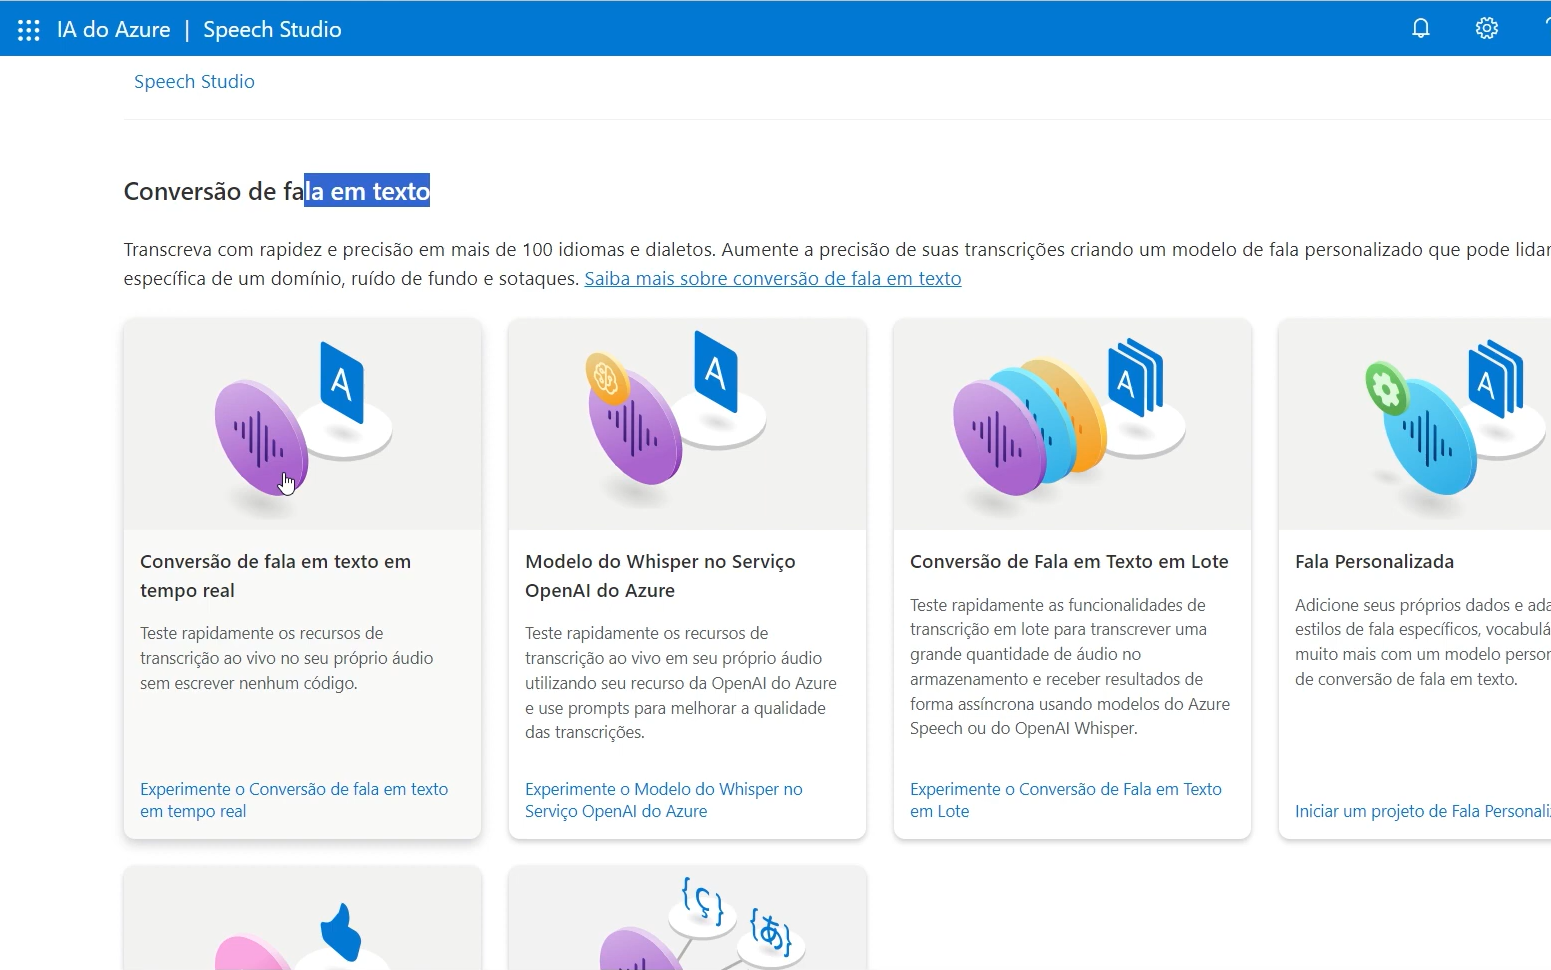 IA do Azure | Speech Studio
Speech Studio
Conversão de fala em texto
Transcreva com rapidez e precisão em mais de 100 idiomas e dialetos. Aumente a precisão de suas transcrições criando um modelo de fala personalizado que pode lidar
específica de um domínio, ruído de fundo e sotaques. Saiba mais sobre conversão de fala em texto
A
A
A
A
Conversão de fala em texto em
tempo real
Teste rapidamente os recursos de
transcrição ao vivo no seu próprio áudio
sem escrever nenhum código.
Experimente o Conversão de fala em texto
em tempo real
Modelo do Whisper no Serviço
OpenAI do Azure
Teste rapidamente os recursos de
transcrição ao vivo em seu próprio áudio
utilizando seu recurso da OpenAI do Azure
e use prompts para melhorar a qualidade
das transcrições.
Experimente o Modelo do Whisper no
Serviço OpenAI do Azure
Conversão de Fala em Texto em Lote
Teste rapidamente as funcionalidades de
transcrição em lote para transcrever uma
grande quantidade de áudio no
armazenamento e receber resultados de
forma assíncrona usando modelos do Azure
Speech ou do OpenAI Whisper.
Experimente o Conversão de Fala em Texto
em Lote
Fala Personalizada
Adicione seus próprios dados e
estilos de fala específicos,
muito mais com um modelo
de conversão de fala em texto.
Iniciar um projeto de Fala
{ç}
{あ}